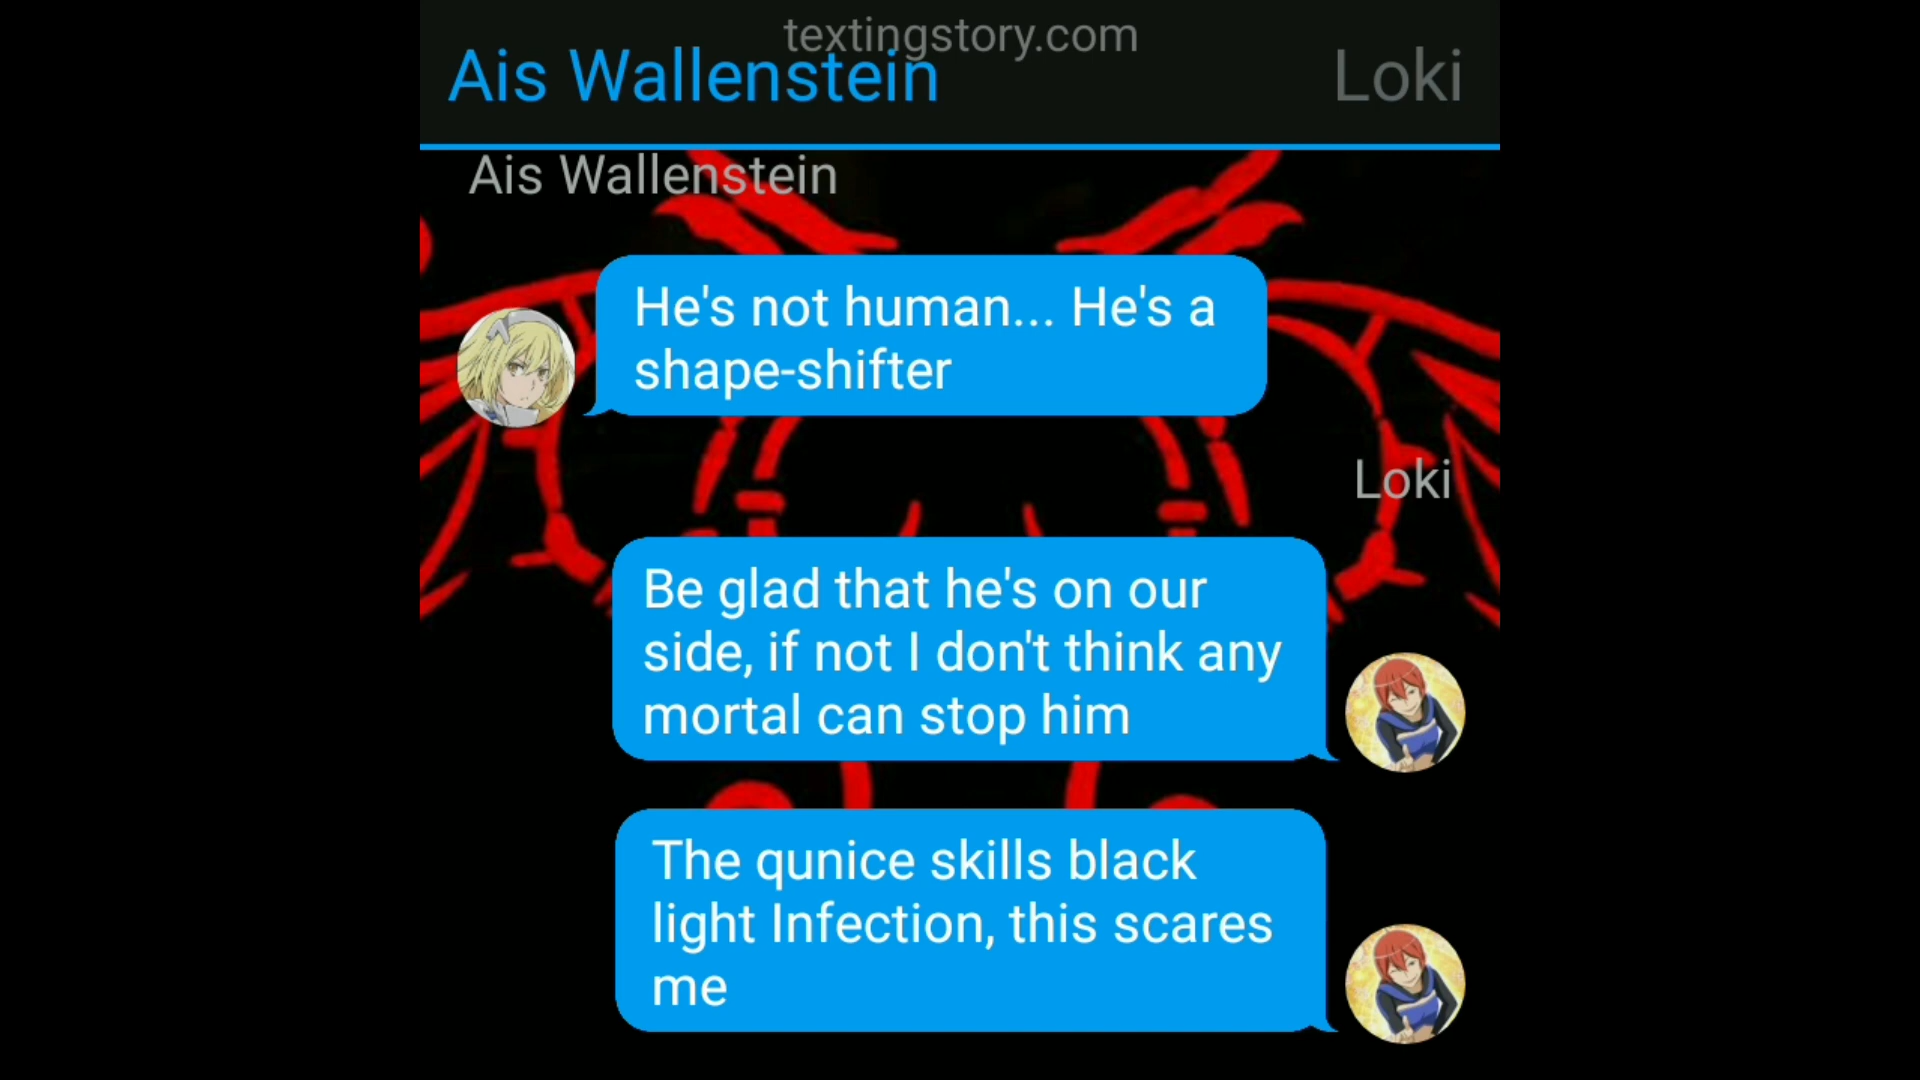 textingstory.com
Ais Wallenstein
Loki
Ais Wallenstein
He's not human... He's a
shape-shifter
Loki
Be glad that he's on our
side, if not I don't think any
mortal can stop him
The qunice skills black
light Infection, this scares
me